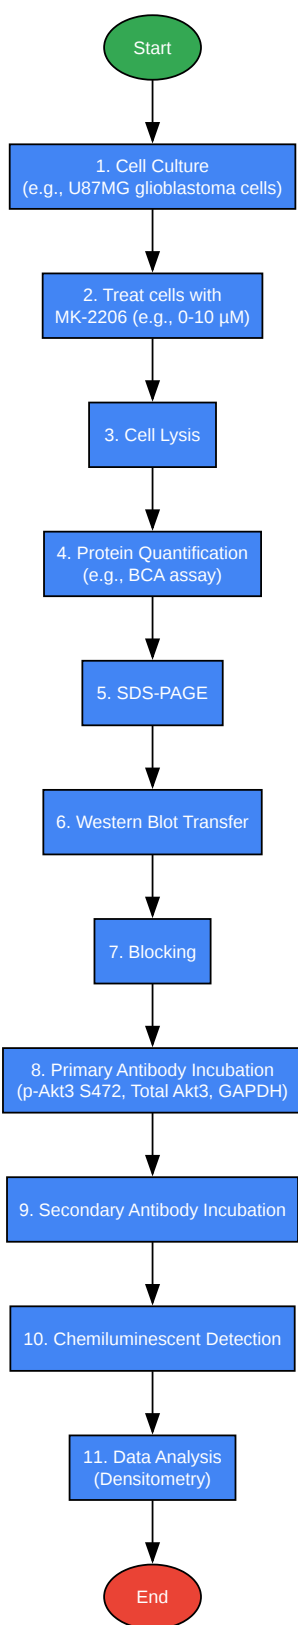 Start
1. Cell Culture
(e.g., U87MG glioblastoma cells)
2. Treat cells with
MK-2206 (e.g., 0-10 µM)
3. Cell Lysis
4. Protein Quantification
(e.g., BCA assay)
5. SDS-PAGE
6. Western Blot Transfer
7. Blocking
8. Primary Antibody Incubation
(p-Akt3 S472, Total Akt3, GAPDH)
9. Secondary Antibody Incubation
10. Chemiluminescent Detection
11. Data Analysis
(Densitometry)
End